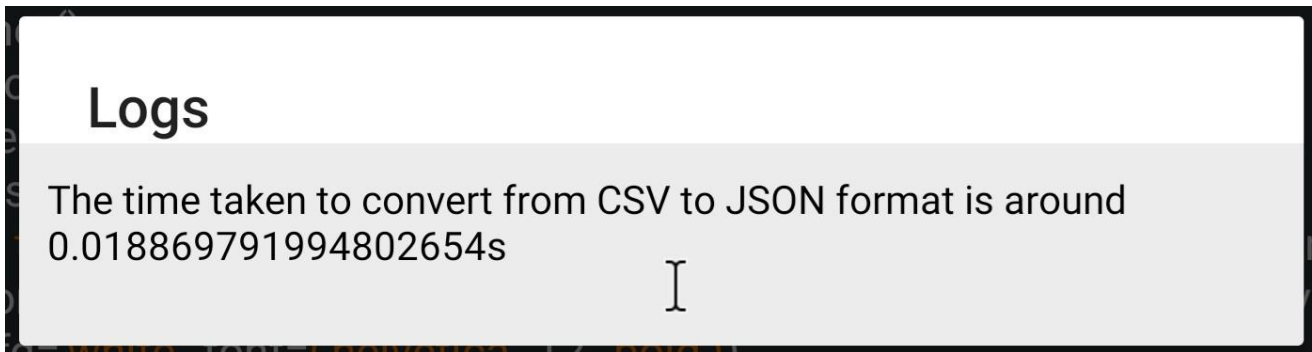 Logs
The time taken to convert from CSV to JSON format is around
0.018869791994802654s